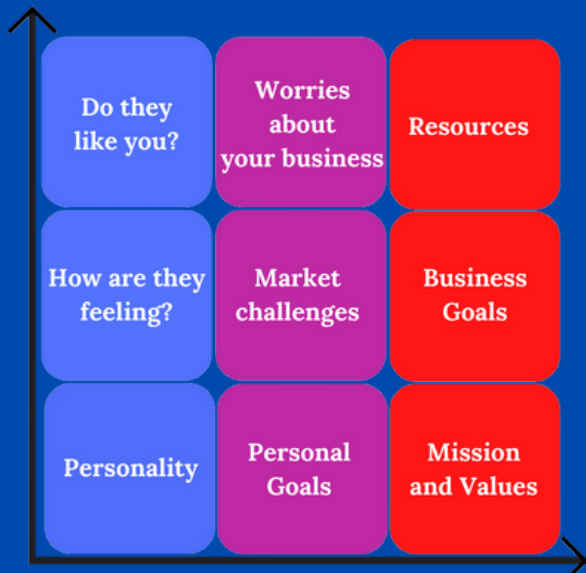 Do they
like you?
Worries
about
your business
Resources
How are they
feeling?
Market
challenges
Business
Goals
Personality
Personal
Goals
Mission
and Values